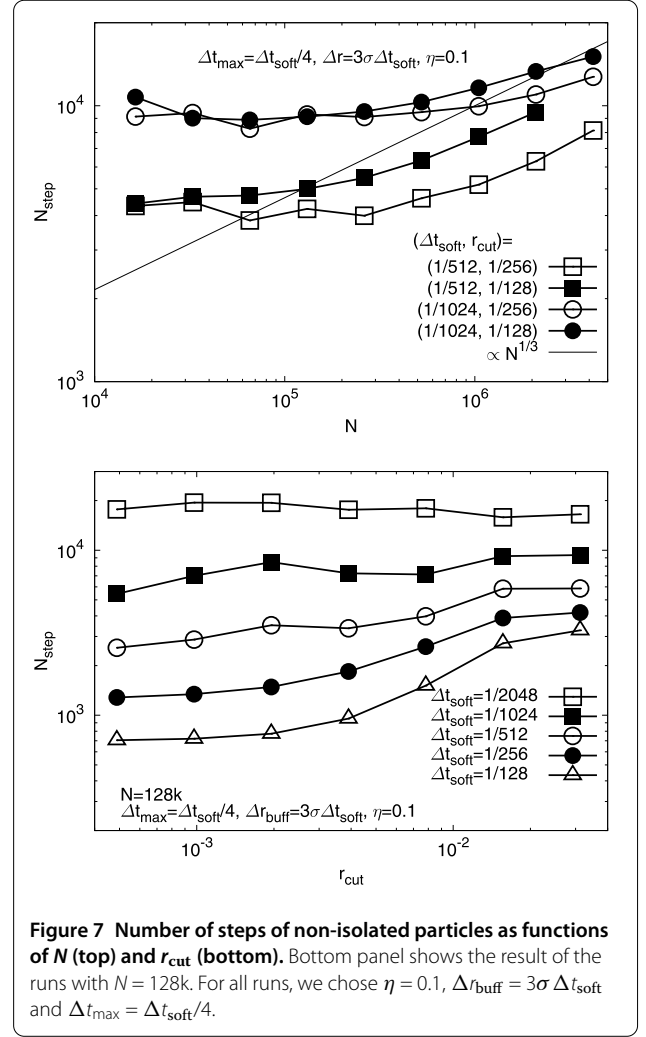 Δt_max=Δt_soft/4, Δr=3σΔt_soft, η=0.1
10^4
N_step
(Δt_soft, r_cut)=
(1/512, 1/256)
(1/512, 1/128)
(1/1024, 1/256)
(1/1024, 1/128)
∝ N^1/3
10^3
10^4 10^5 10^6
N
10^4
N_step
10^3
Δt_soft=1/2048
Δt_soft=1/1024
Δt_soft=1/512
Δt_soft=1/256
Δt_soft=1/128
N=128k
Δt_max=Δt_soft/4, Δr_buff=3σΔt_soft, η=0.1
10^-3 10^-2
r_cut
Figure 7 Number of steps of non-isolated particles as functions
of N (top) and r_cut (bottom). Bottom panel shows the result of the
runs with N = 128k. For all runs, we chose η = 0.1, Δr_buff = 3σ Δt_soft
and Δt_max = Δt_soft/4.